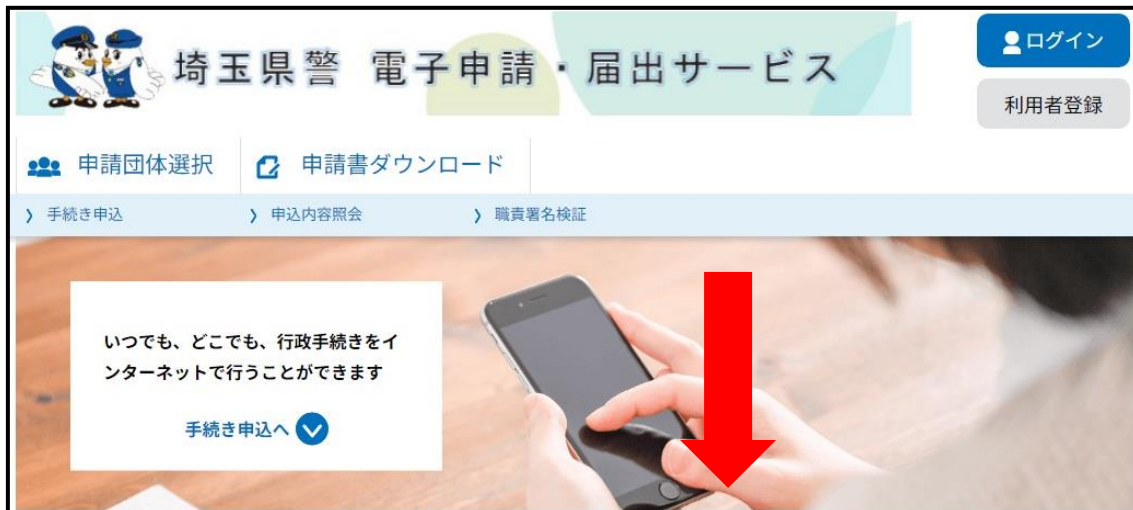 埼玉県警 電子申請・届出サービス
ログイン
利用者登録
申請団体選択
申請書ダウンロード
手続き申込
申込内容照会
職責署名検証
いつでも、どこでも、行政手続きをイ
ンターネットで行うことができます
手続き申込へ